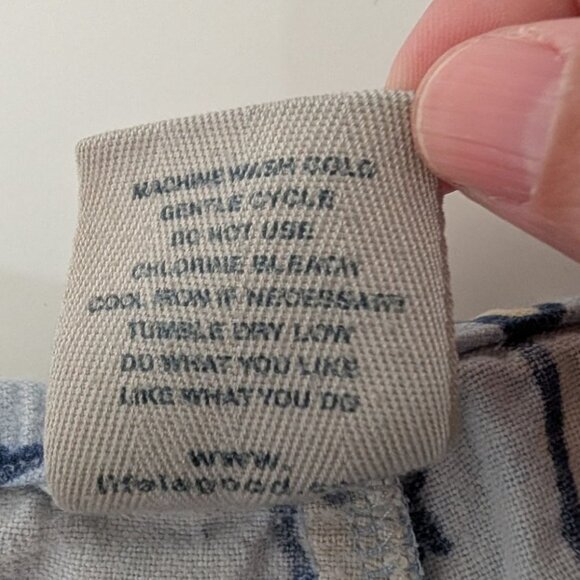 MACHINE WASH COLD
GENTLE CYCLE
DO NOT USE
CHLORINE BLEACH
COOL IRON IF NECESSARY
TUMBLE DRY LOW
DO WHAT YOU LIKE
LIKE WHAT YOU DO
www.
lifeisgood.